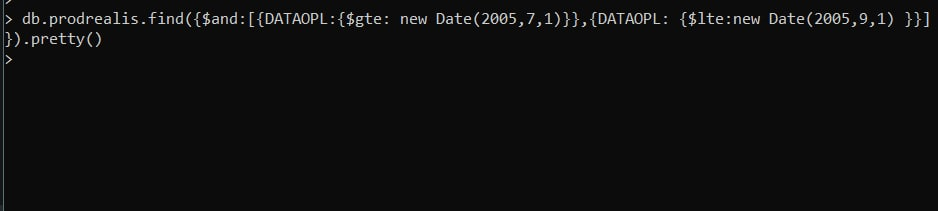 > db.prodrealis.find({$and:[{DATAOPL:{$gte: new Date(2005,7,1)}},{DATAOPL: {$lte:new Date(2005,9,1) }}]
}).pretty()
>